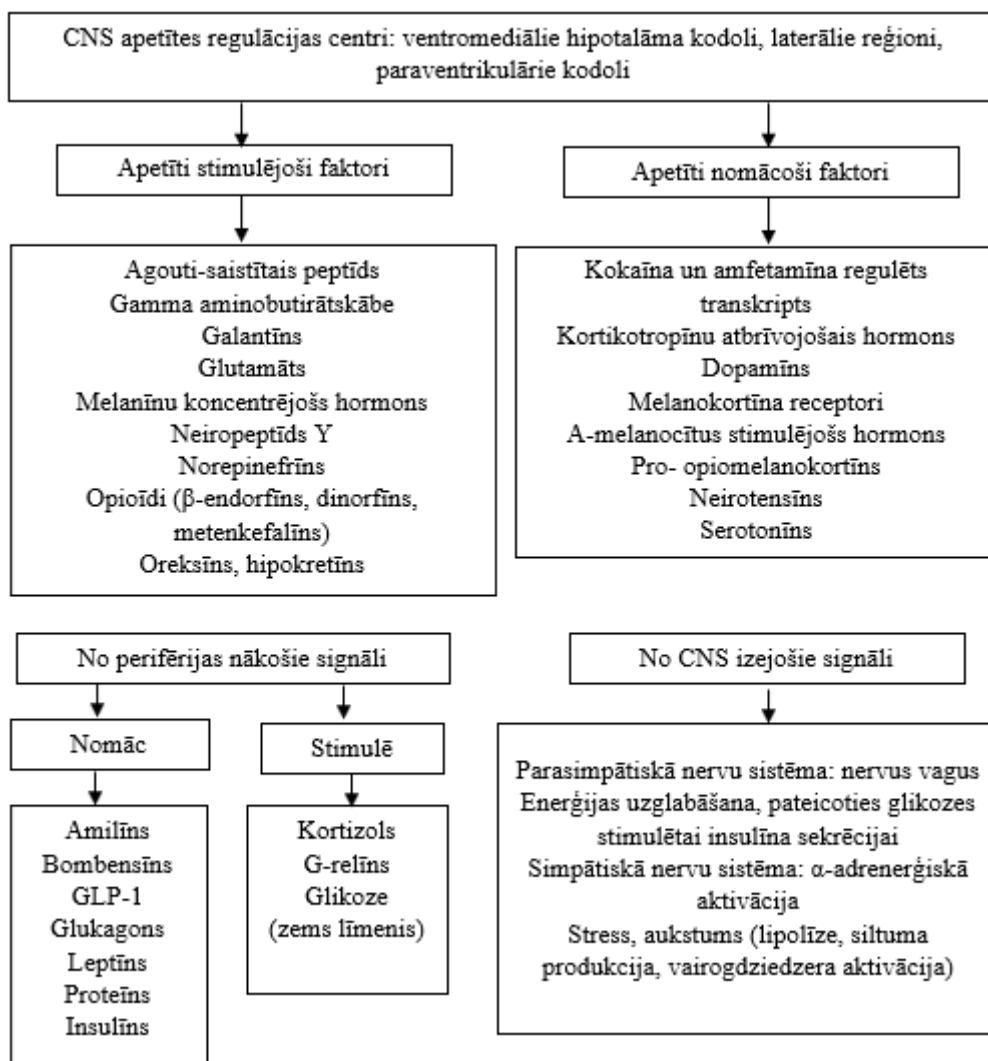 CNS apetītes regulācijas centri: ventromediālie hipotalāma kodoli, laterālie reģioni,
paraventrikulārie kodoli
Apetīti stimulējoši faktori
Apetīti nomācoši faktori
Agouti-saistītais peptīds
Gamma aminobutirātskābe
Galantīns
Glutamāts
Melanīnu koncentrējošs hormons
Neiropeptīds Y
Norepinefrīns
Opioīdi (β-endorfīns, dinorfīns,
metenkefalīns)
Oreksīns, hipokretīns
Kokaīna un amfetamīna regulēts
transkripts
Kortikotropīnu atbrīvojošais hormons
Dopamīns
Melanokortīna receptori
A-melanocītus stimulējošs hormons
Pro- opiomelanokortīns
Neirotensīns
Serotonīns
No perifērijas nākošie signāli
Nomāc
Stimulē
Amilīns
Bombensīns
GLP-1
Glukagons
Leptīns
Proteīns
Insulīns
Kortizols
G-relīns
Glikoze
(zems līmenis)
No CNS izejošie signāli
Parasimpātiskā nervu sistēma: nervus vagus
Enerģijas uzglabāšana, pateicoties glikozes
stimulētai insulīna sekrēcijai
Simpātiskā nervu sistēma: α-adrenerģiskā
aktivācija
Stress, aukstums (lipolīze, siltuma
produkcija, vairogdziedzera aktivācija)